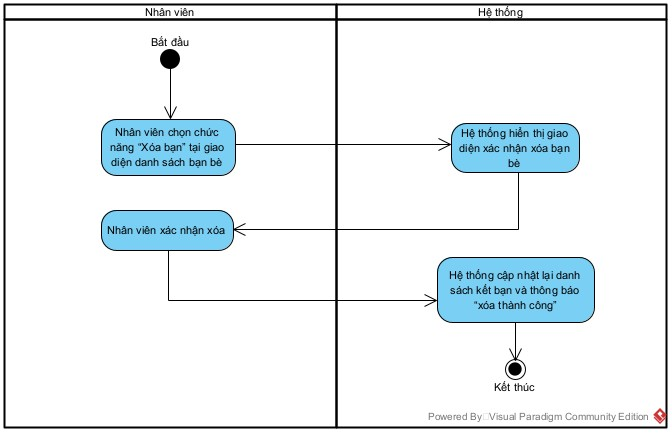 Nhân viên
Hệ thống
Bắt đầu
Nhân viên chọn chức
năng “Xóa bạn” tại giao
diện danh sách bạn bè
Hệ thống hiển thị giao
diện xác nhận xóa bạn
bè
Nhân viên xác nhận xóa
Hệ thống cập nhật lại danh
sách kết bạn và thông báo
“xóa thành công”
Kết thúc
Powered By Visual Paradigm Community Edition